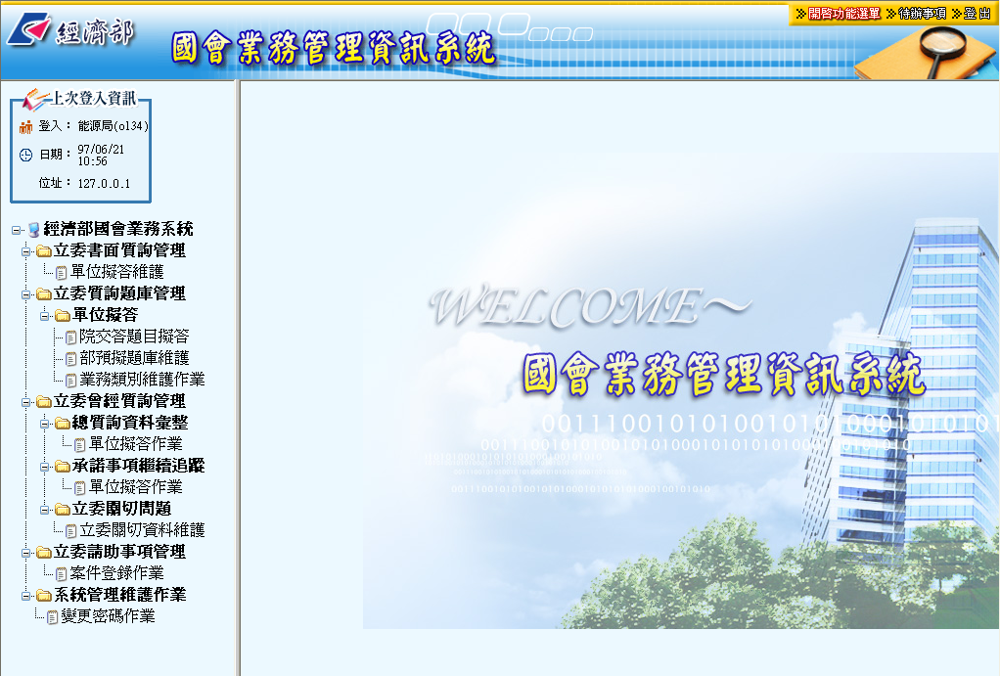 經濟部
國會業務管理資訊系統
開啓功能選單 待辦事項 登出
上次登入資訊
登入： 能源局(o134)
日期： 97/06/21
10:56
位址： 127.0.0.1
經濟部國會業務系統
立委書面質詢管理
單位擬答維護
立委質詢題庫管理
單位擬答
院交答題目擬答
部預擬題庫維護
業務類別維護作業
立委曾經質詢管理
總質詢資料彙整
單位擬答作業
承諾事項繼續追蹤
單位擬答作業
立委關切問題
立委關切資料維護
立委請助事項管理
案件登錄作業
系統管理維護作業
變更密碼作業
WELCOME~
國會業務管理資訊系統